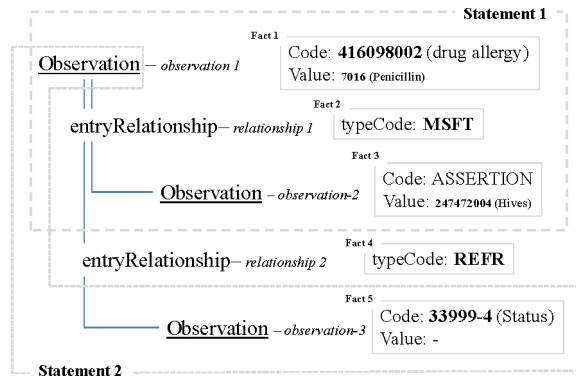 Statement 1
Fact 1
Observation – observation 1
Code: 416098002 (drug allergy)
Value: 7016 (Penicillin)
Fact 2
entryRelationship– relationship 1
typeCode: MSFT
Fact 3
Observation – observation-2
Code: ASSERTION
Value: 247472004 (Hives)
Fact 4
entryRelationship– relationship 2
typeCode: REFR
Fact 5
Observation – observation-3
Code: 33999-4 (Status)
Value: -
Statement 2